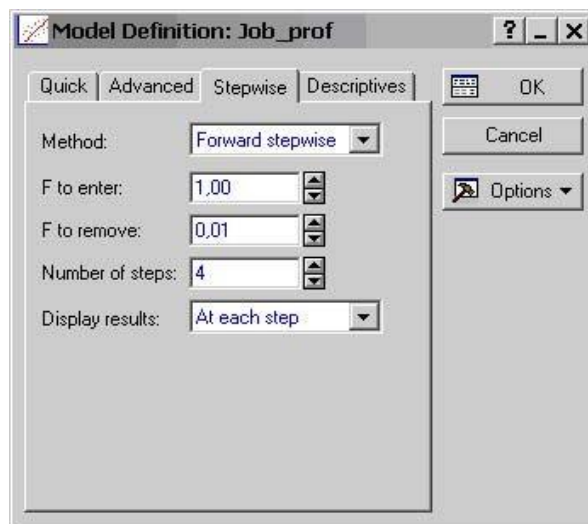 Model Definition: Job_prof ? _ X
Quick Advanced Stepwise Descriptives
OK
Method: Forward stepwise
Cancel
F to enter: 1,00
Options
F to remove: 0,01
Number of steps: 4
Display results: At each step